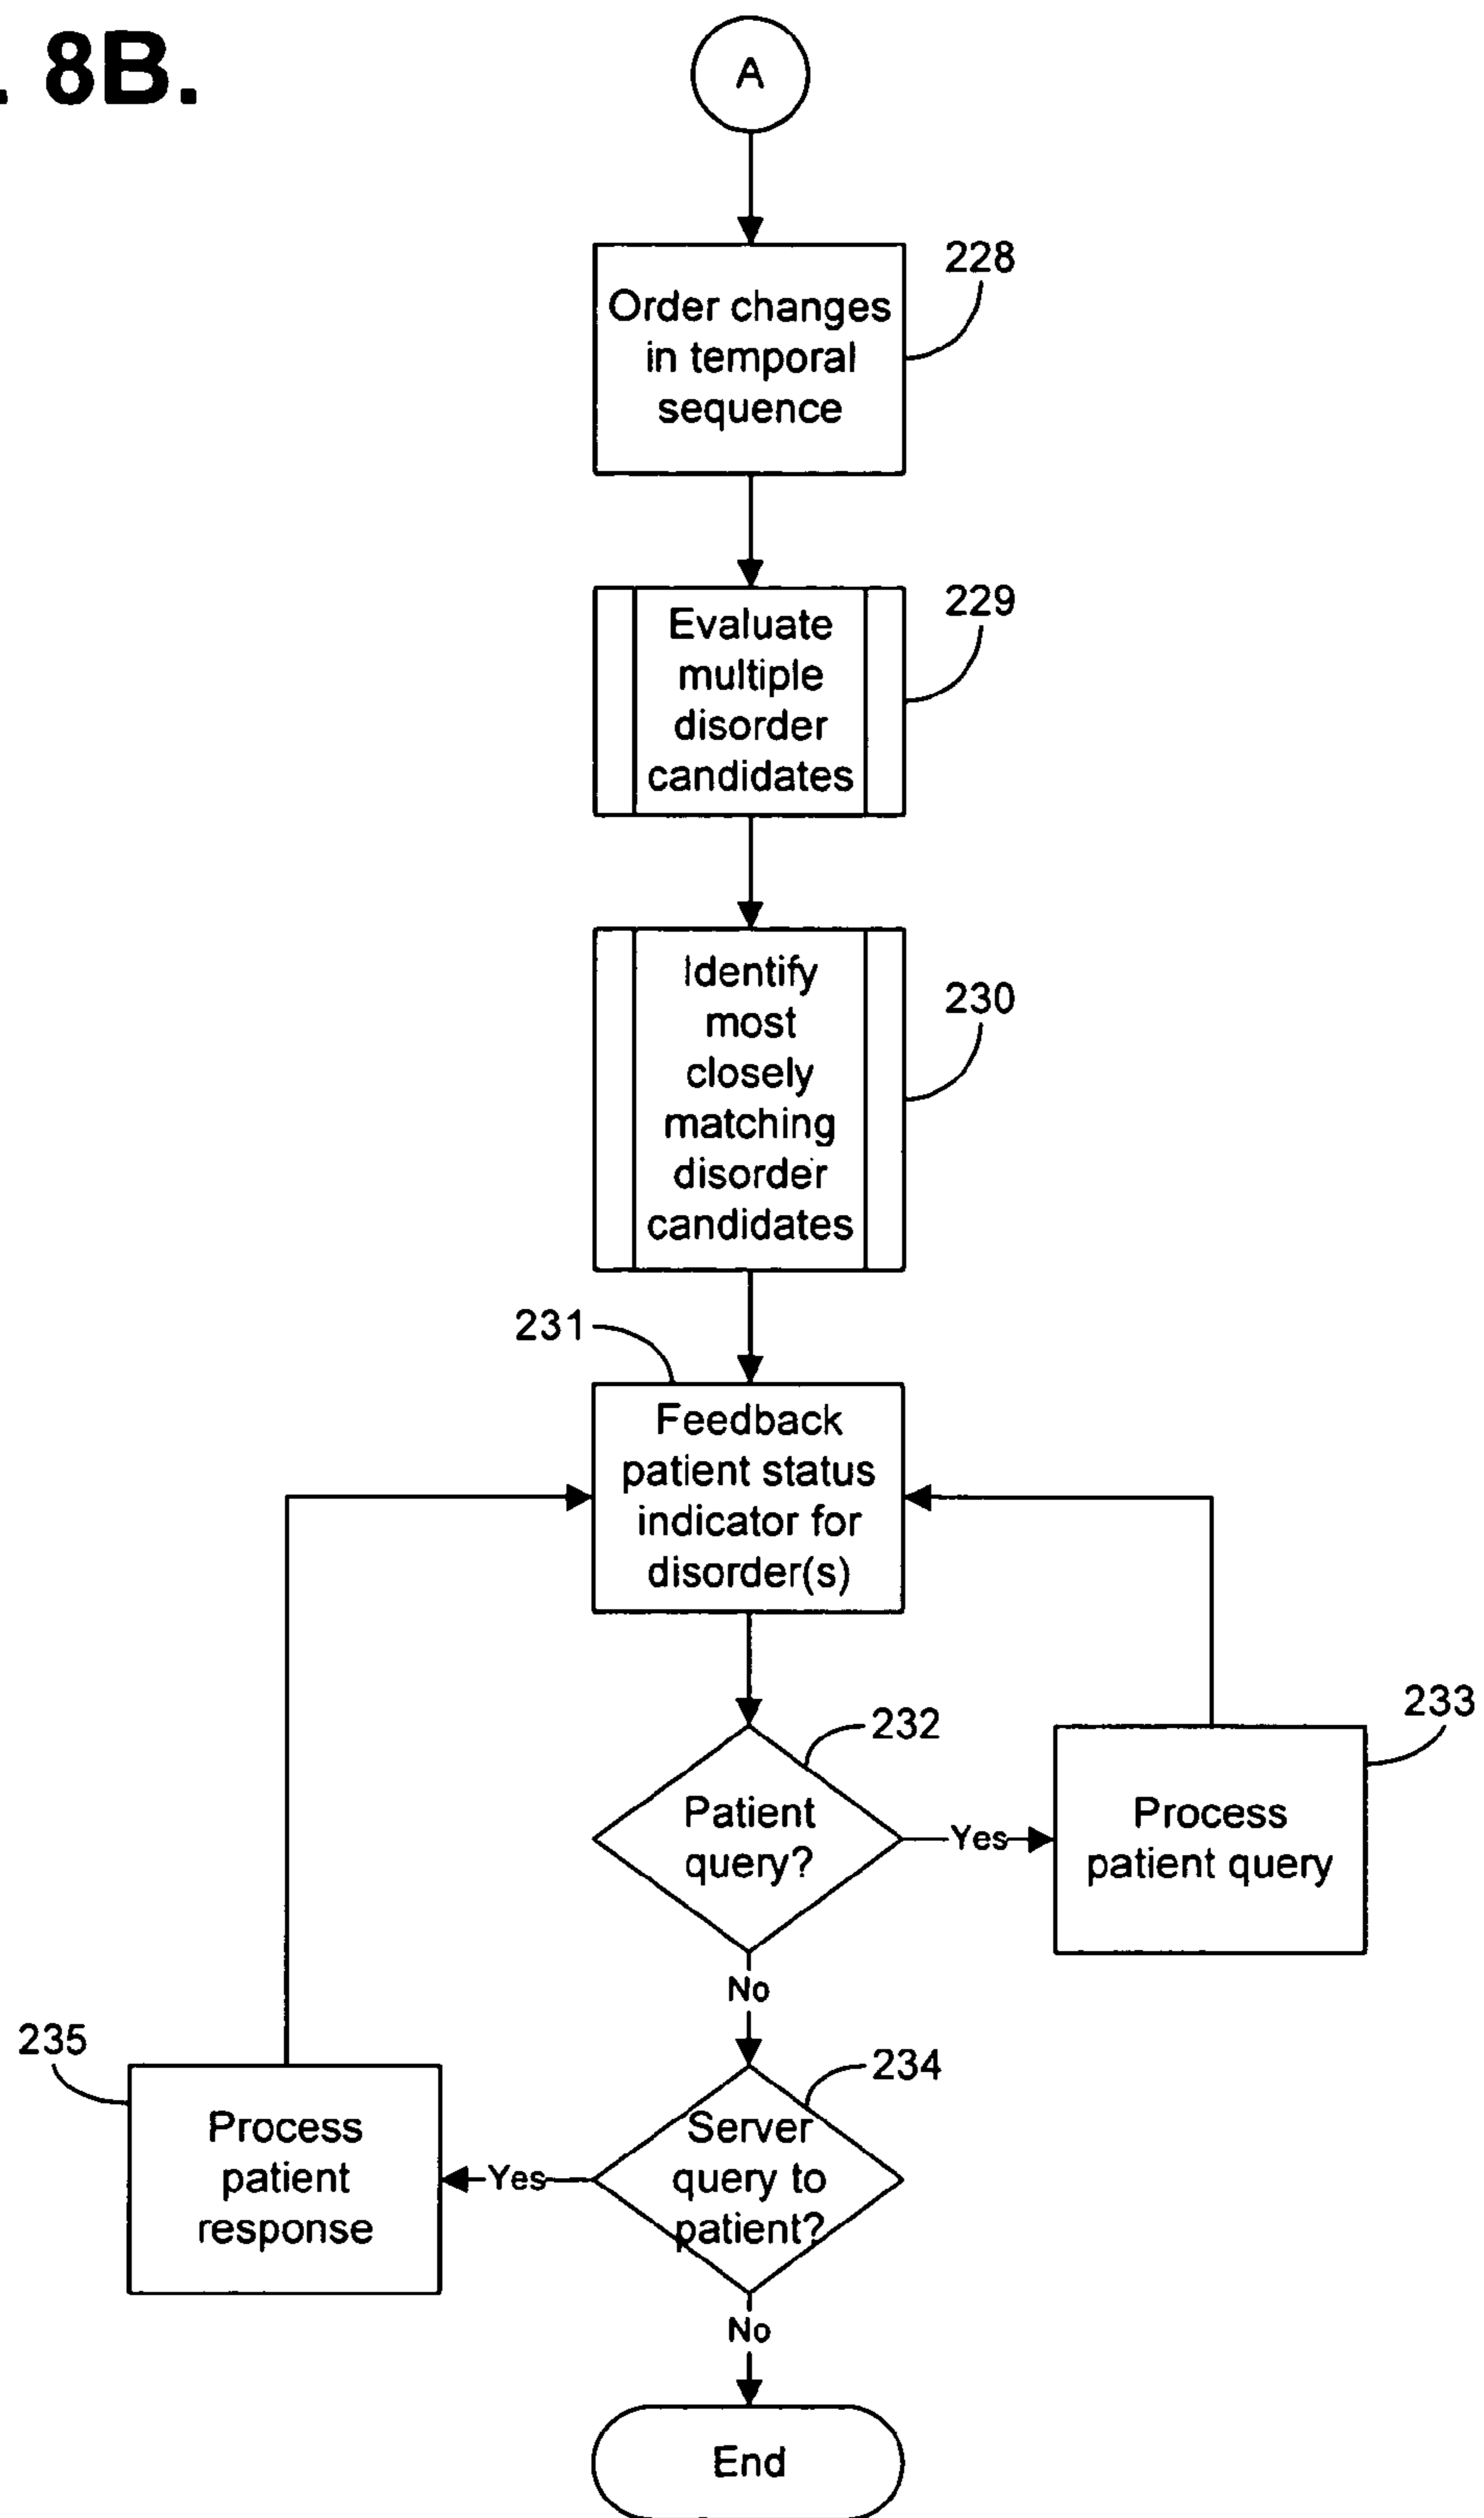 . 8B.
A
228
Order changes
in temporal
sequence
229
Evaluate
multiple
disorder
candidates
230
Identify
most
closely
matching
disorder
candidates
231
Feedback
patient status
indicator for
disorder(s)
232
Patient
query?
Yes
233
Process
patient query
No
235
Process
patient
response
234
Server
query to
patient?
Yes
No
End